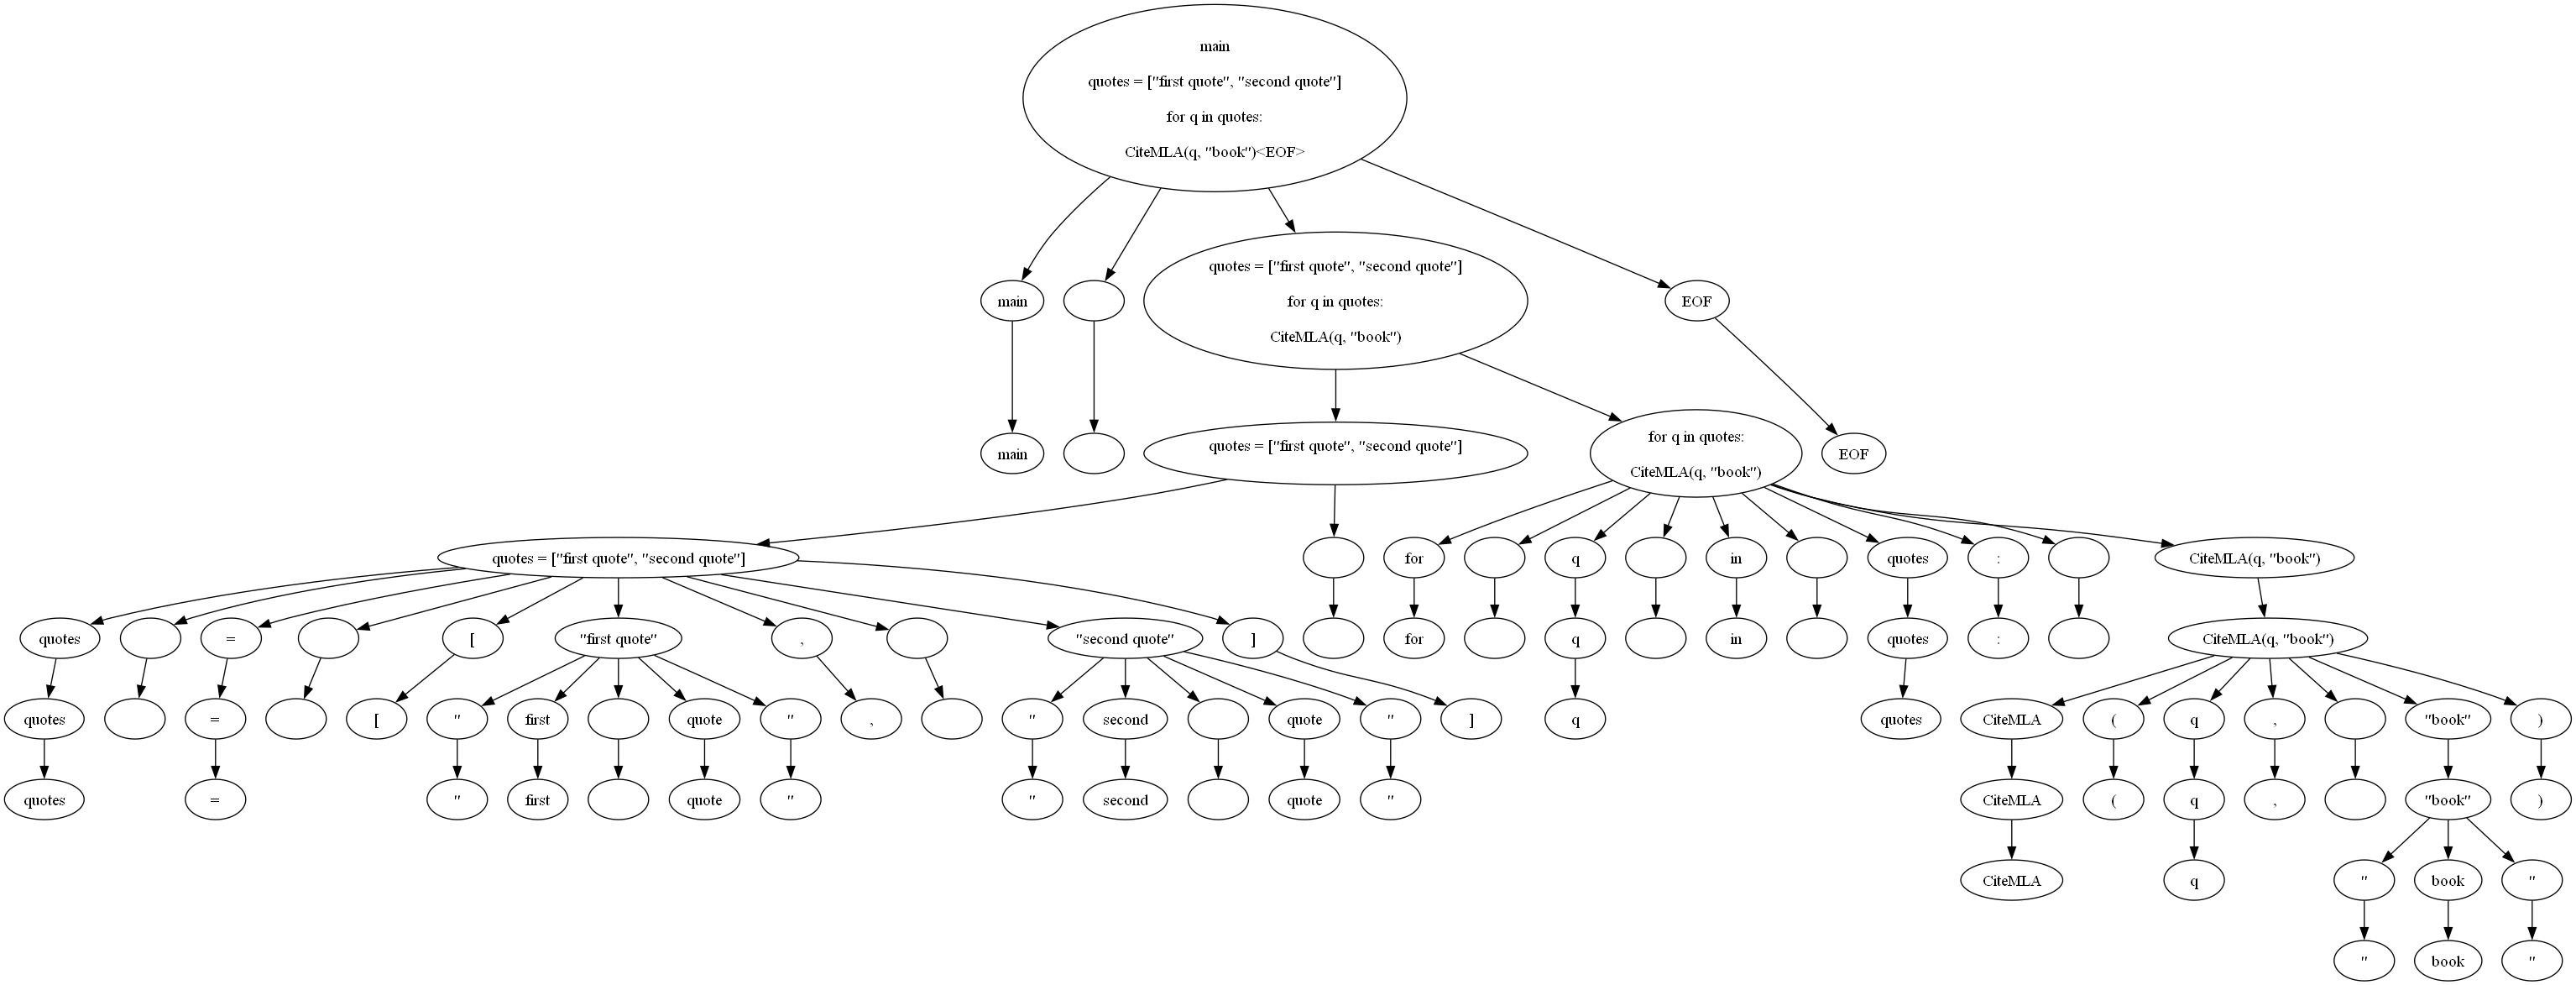 main
quotes = ["first quote", "second quote"]
for q in quotes:
CiteMLA(q, "book")<EOF>
quotes = ["first quote", "second quote"]
for q in quotes:
CiteMLA(q, "book")
main
EOF
main
quotes = ["first quote", "second quote"]
for q in quotes:
CiteMLA(q, "book")
EOF
quotes = ["first quote", "second quote"]
for
q
in
quotes
:
CiteMLA(q, "book")
quotes
=
[
"first quote"
,
"second quote"
]
for
q
in
quotes
:
CiteMLA(q, "book")
quotes
=
[
"
first
quote
"
,
"
second
quote
"
]
q
quotes
CiteMLA
(
q
,
"book"
)
quotes
=
"
first
quote
"
"
second
quote
"
CiteMLA
(
q
,
"book"
)
CiteMLA
q
"
book
"
"
book
"